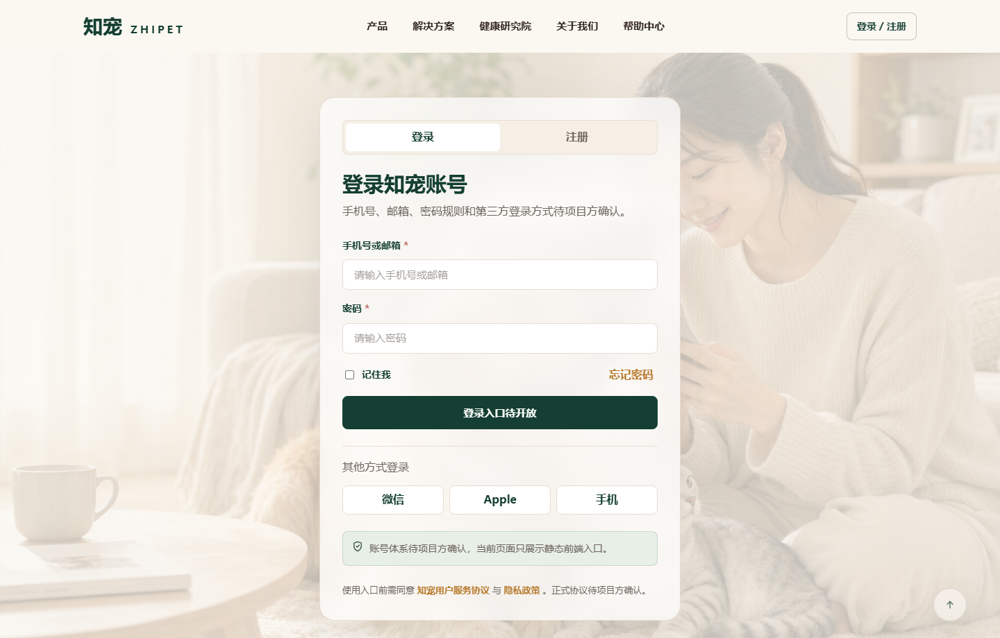 知宠 ZHIPET
产品 解决方案 健康研究院 关于我们 帮助中心
登录 / 注册
登录 注册
登录知宠账号
手机号、邮箱、密码规则和第三方登录方式待项目方确认。
手机号或邮箱 *
请输入手机号或邮箱
密码 *
请输入密码
记住我 忘记密码
登录入口待开放
其他方式登录
微信 Apple 手机
账号体系待项目方确认，当前页面只展示静态前端入口。
使用入口前需同意 知宠用户服务协议 与 隐私政策 。正式协议待项目方确认。